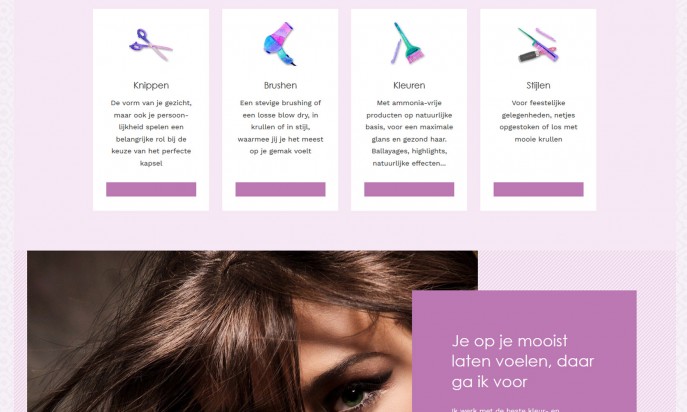 Knippen
De vorm van je gezicht,
maar ook je persoon-
lijkheid spelen een
belangrijke rol bij de
keuze van het perfecte
kapsel
Brushen
Een stevige brushing of
een losse blow dry, in
krullen of in stijl,
waarmee jij je het meest
op je gemak voelt
Kleuren
Met ammonia-vrije
producten op natuurlijke
basis, voor een maximale
glans en gezond haar.
Ballayages, highlights,
natuurlijke effecten...
Stijlen
Voor feestelijke
gelegenheden, netjes
opgestoken of los met
mooie krullen
Je op je mooist
laten voelen, daar
ga ik voor
Ik werk met de beste kleur- en